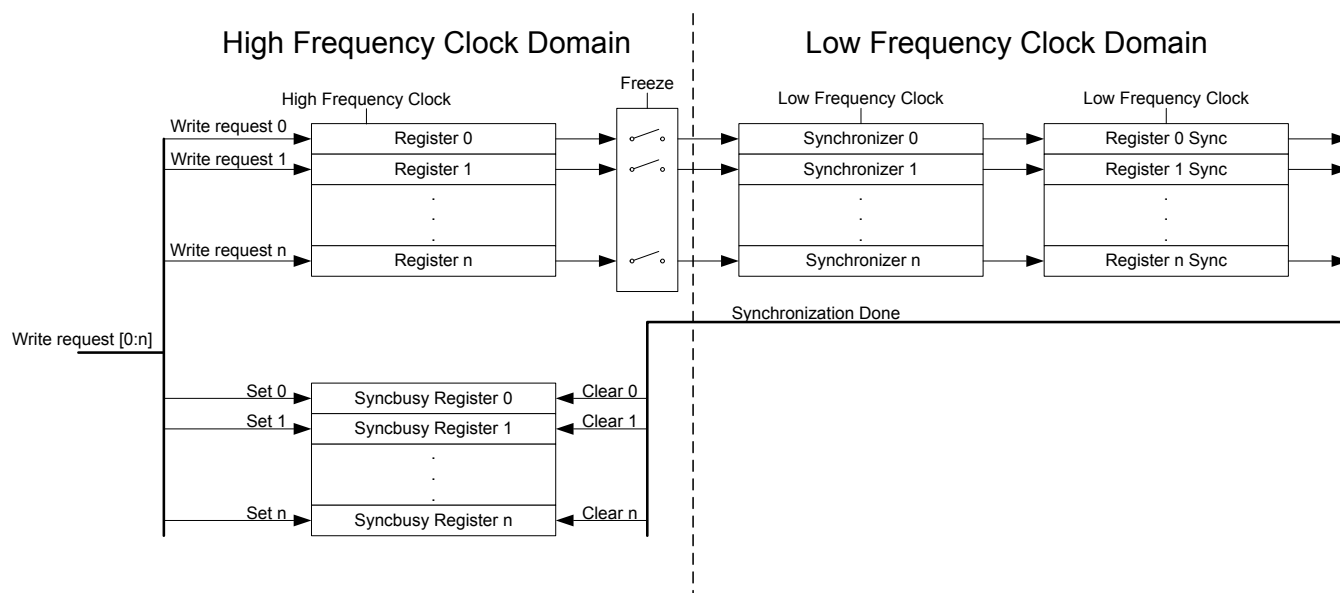 High Frequency Clock Domain
Low Frequency Clock Domain
Freeze
High Frequency Clock
Low Frequency Clock
Low Frequency Clock
Write request 0
Register 0
Synchronizer 0
Register 0 Sync
Write request 1
Register 1
Synchronizer 1
Register 1 Sync
.
.
.
.
.
.
.
.
.
Write request n
Register n
Synchronizer n
Register n Sync
Synchronization Done
Write request [0:n]
Set 0
Syncbusy Register 0
Clear 0
Set 1
Syncbusy Register 1
Clear 1
.
.
.
Set n
Syncbusy Register n
Clear n